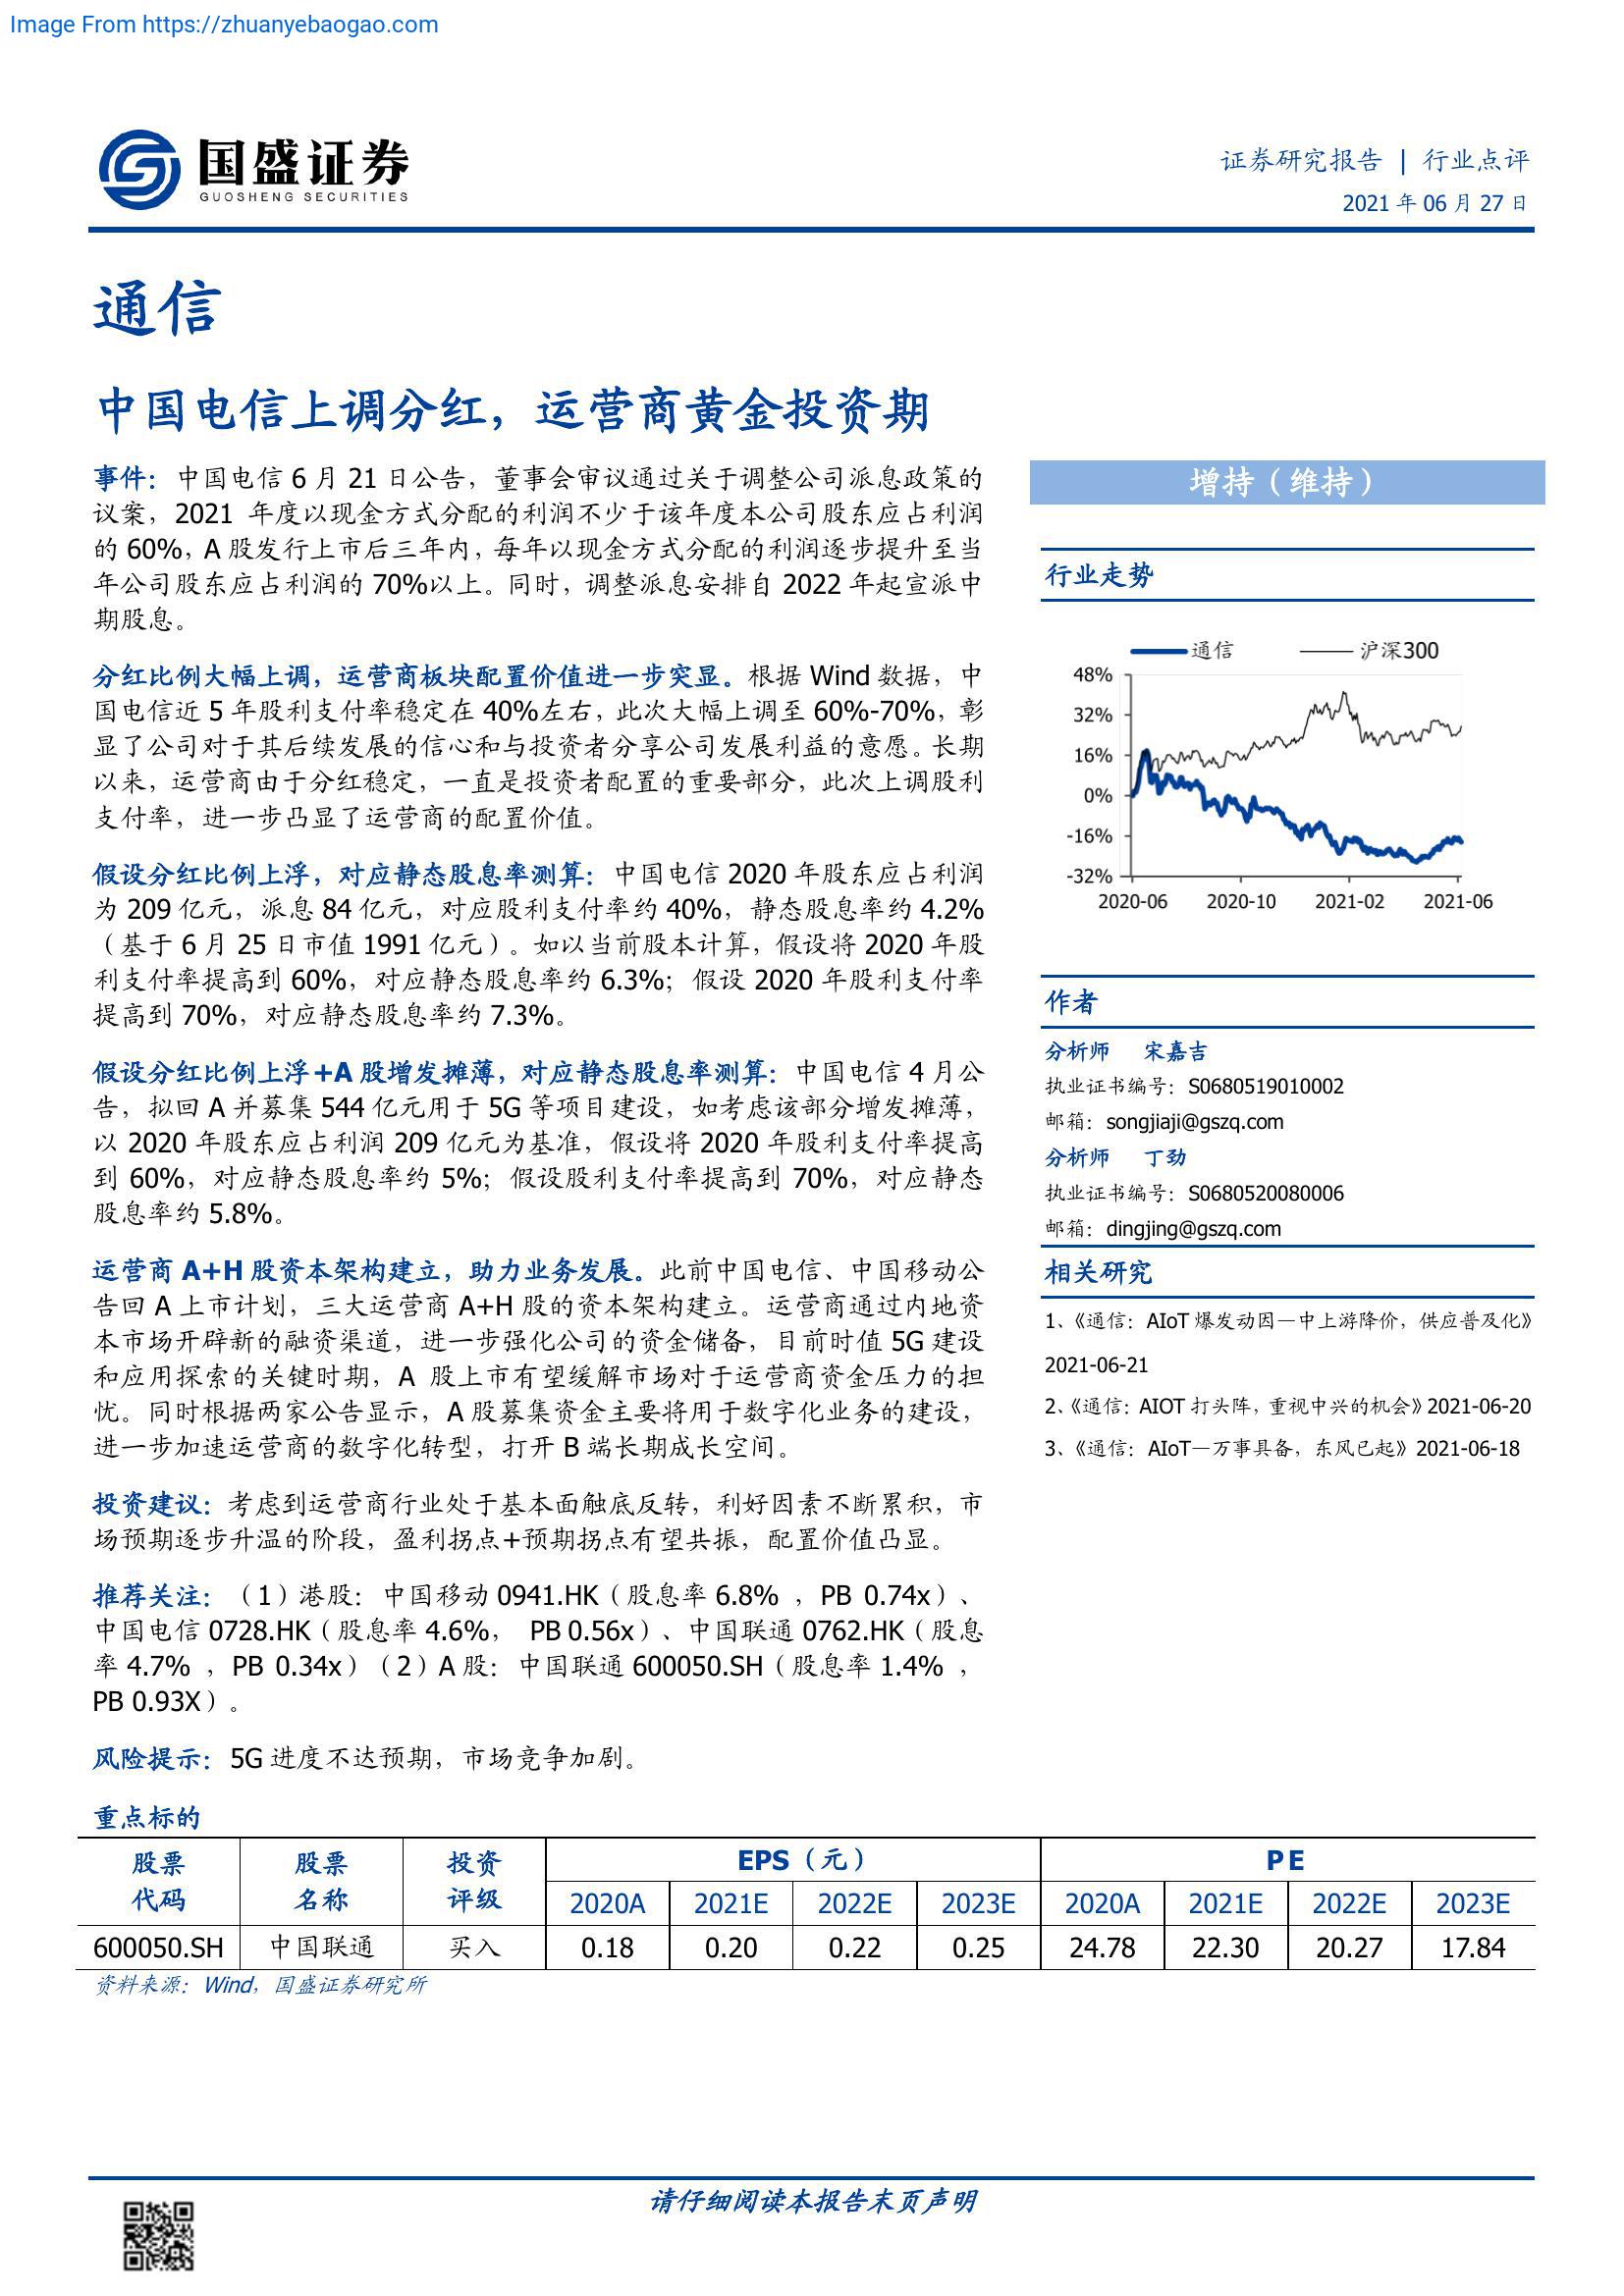 Image From https://zhuanyebaogao.com
国盛证券
GUOSHENG SECURITIES
证券研究报告 | 行业点评
2021 年 06 月 27 日
通信
中国电信上调分红，运营商黄金投资期
事件：中国电信 6 月 21 日公告，董事会审议通过关于调整公司派息政策的
议案，2021 年度以现金方式分配的利润不少于该年度本公司股东应占利润
的 60%，A 股发行上市后三年内，每年以现金方式分配的利润逐步提升至当
年公司股东应占利润的 70%以上。同时，调整派息安排自 2022 年起宣派中
期股息。
分红比例大幅上调，运营商板块配置价值进一步突显。根据 Wind 数据，中
国电信近 5 年股利支付率稳定在 40%左右，此次大幅上调至 60%-70%，彰
显了公司对于其后续发展的信心和与投资者分享公司发展利益的意愿。长期
以来，运营商由于分红稳定，一直是投资者配置的重要部分，此次上调股利
支付率，进一步凸显了运营商的配置价值。
假设分红比例上浮，对应静态股息率测算：中国电信 2020 年股东应占利润
为 209 亿元，派息 84 亿元，对应股利支付率约 40%，静态股息率约 4.2%
（基于 6 月 25 日市值 1991 亿元）。如以当前股本计算，假设将 2020 年股
利支付率提高到 60%，对应静态股息率约 6.3%；假设 2020 年股利支付率
提高到 70%，对应静态股息率约 7.3%。
假设分红比例上浮+A 股增发摊薄，对应静态股息率测算：中国电信 4 月公
告，拟回 A 并募集 544 亿元用于 5G 等项目建设，如考虑该部分增发摊薄，
以 2020 年股东应占利润 209 亿元为基准，假设将 2020 年股利支付率提高
到 60%，对应静态股息率约 5%；假设股利支付率提高到 70%，对应静态
股息率约 5.8%。
运营商 A+H 股资本架构建立，助力业务发展。此前中国电信、中国移动公
告回 A 上市计划，三大运营商 A+H 股的资本架构建立。运营商通过内地资
本市场开辟新的融资渠道，进一步强化公司的资金储备，目前时值 5G 建设
和应用探索的关键时期，A 股上市有望缓解市场对于运营商资金压力的担
忧。同时根据两家公告显示，A 股募集资金主要将用于数字化业务的建设，
进一步加速运营商的数字化转型，打开 B 端长期成长空间。
投资建议：考虑到运营商行业处于基本面触底反转，利好因素不断累积，市
场预期逐步升温的阶段，盈利拐点+预期拐点有望共振，配置价值凸显。
推荐关注：（1）港股：中国移动 0941.HK（股息率 6.8% ，PB 0.74x）、
中国电信 0728.HK（股息率 4.6%， PB 0.56x）、中国联通 0762.HK（股息
率 4.7% ，PB 0.34x）（2）A 股：中国联通 600050.SH（股息率 1.4% ，
PB 0.93X）。
风险提示：5G 进度不达预期，市场竞争加剧。
增持（维持）
行业走势
通信 沪深300
48%
32%
16%
0%
-16%
-32%
2020-06 2020-10 2021-02 2021-06
作者
分析师 宋嘉吉
执业证书编号：S0680519010002
邮箱：songjiaji@gszq.com
分析师 丁劲
执业证书编号：S0680520080006
邮箱：dingjing@gszq.com
相关研究
1、《通信：AIoT 爆发动因—中上游降价，供应普及化》
2021-06-21
2、《通信：AIOT 打头阵，重视中兴的机会》2021-06-20
3、《通信：AIoT—万事具备，东风已起》2021-06-18
重点标的
股票 股票 投资 EPS（元） P E
代码 名称 评级 2020A 2021E 2022E 2023E 2020A 2021E 2022E 2023E
600050.SH 中国联通 买入 0.18 0.20 0.22 0.25 24.78 22.30 20.27 17.84
资料来源：Wind，国盛证券研究所
请仔细阅读本报告末页声明